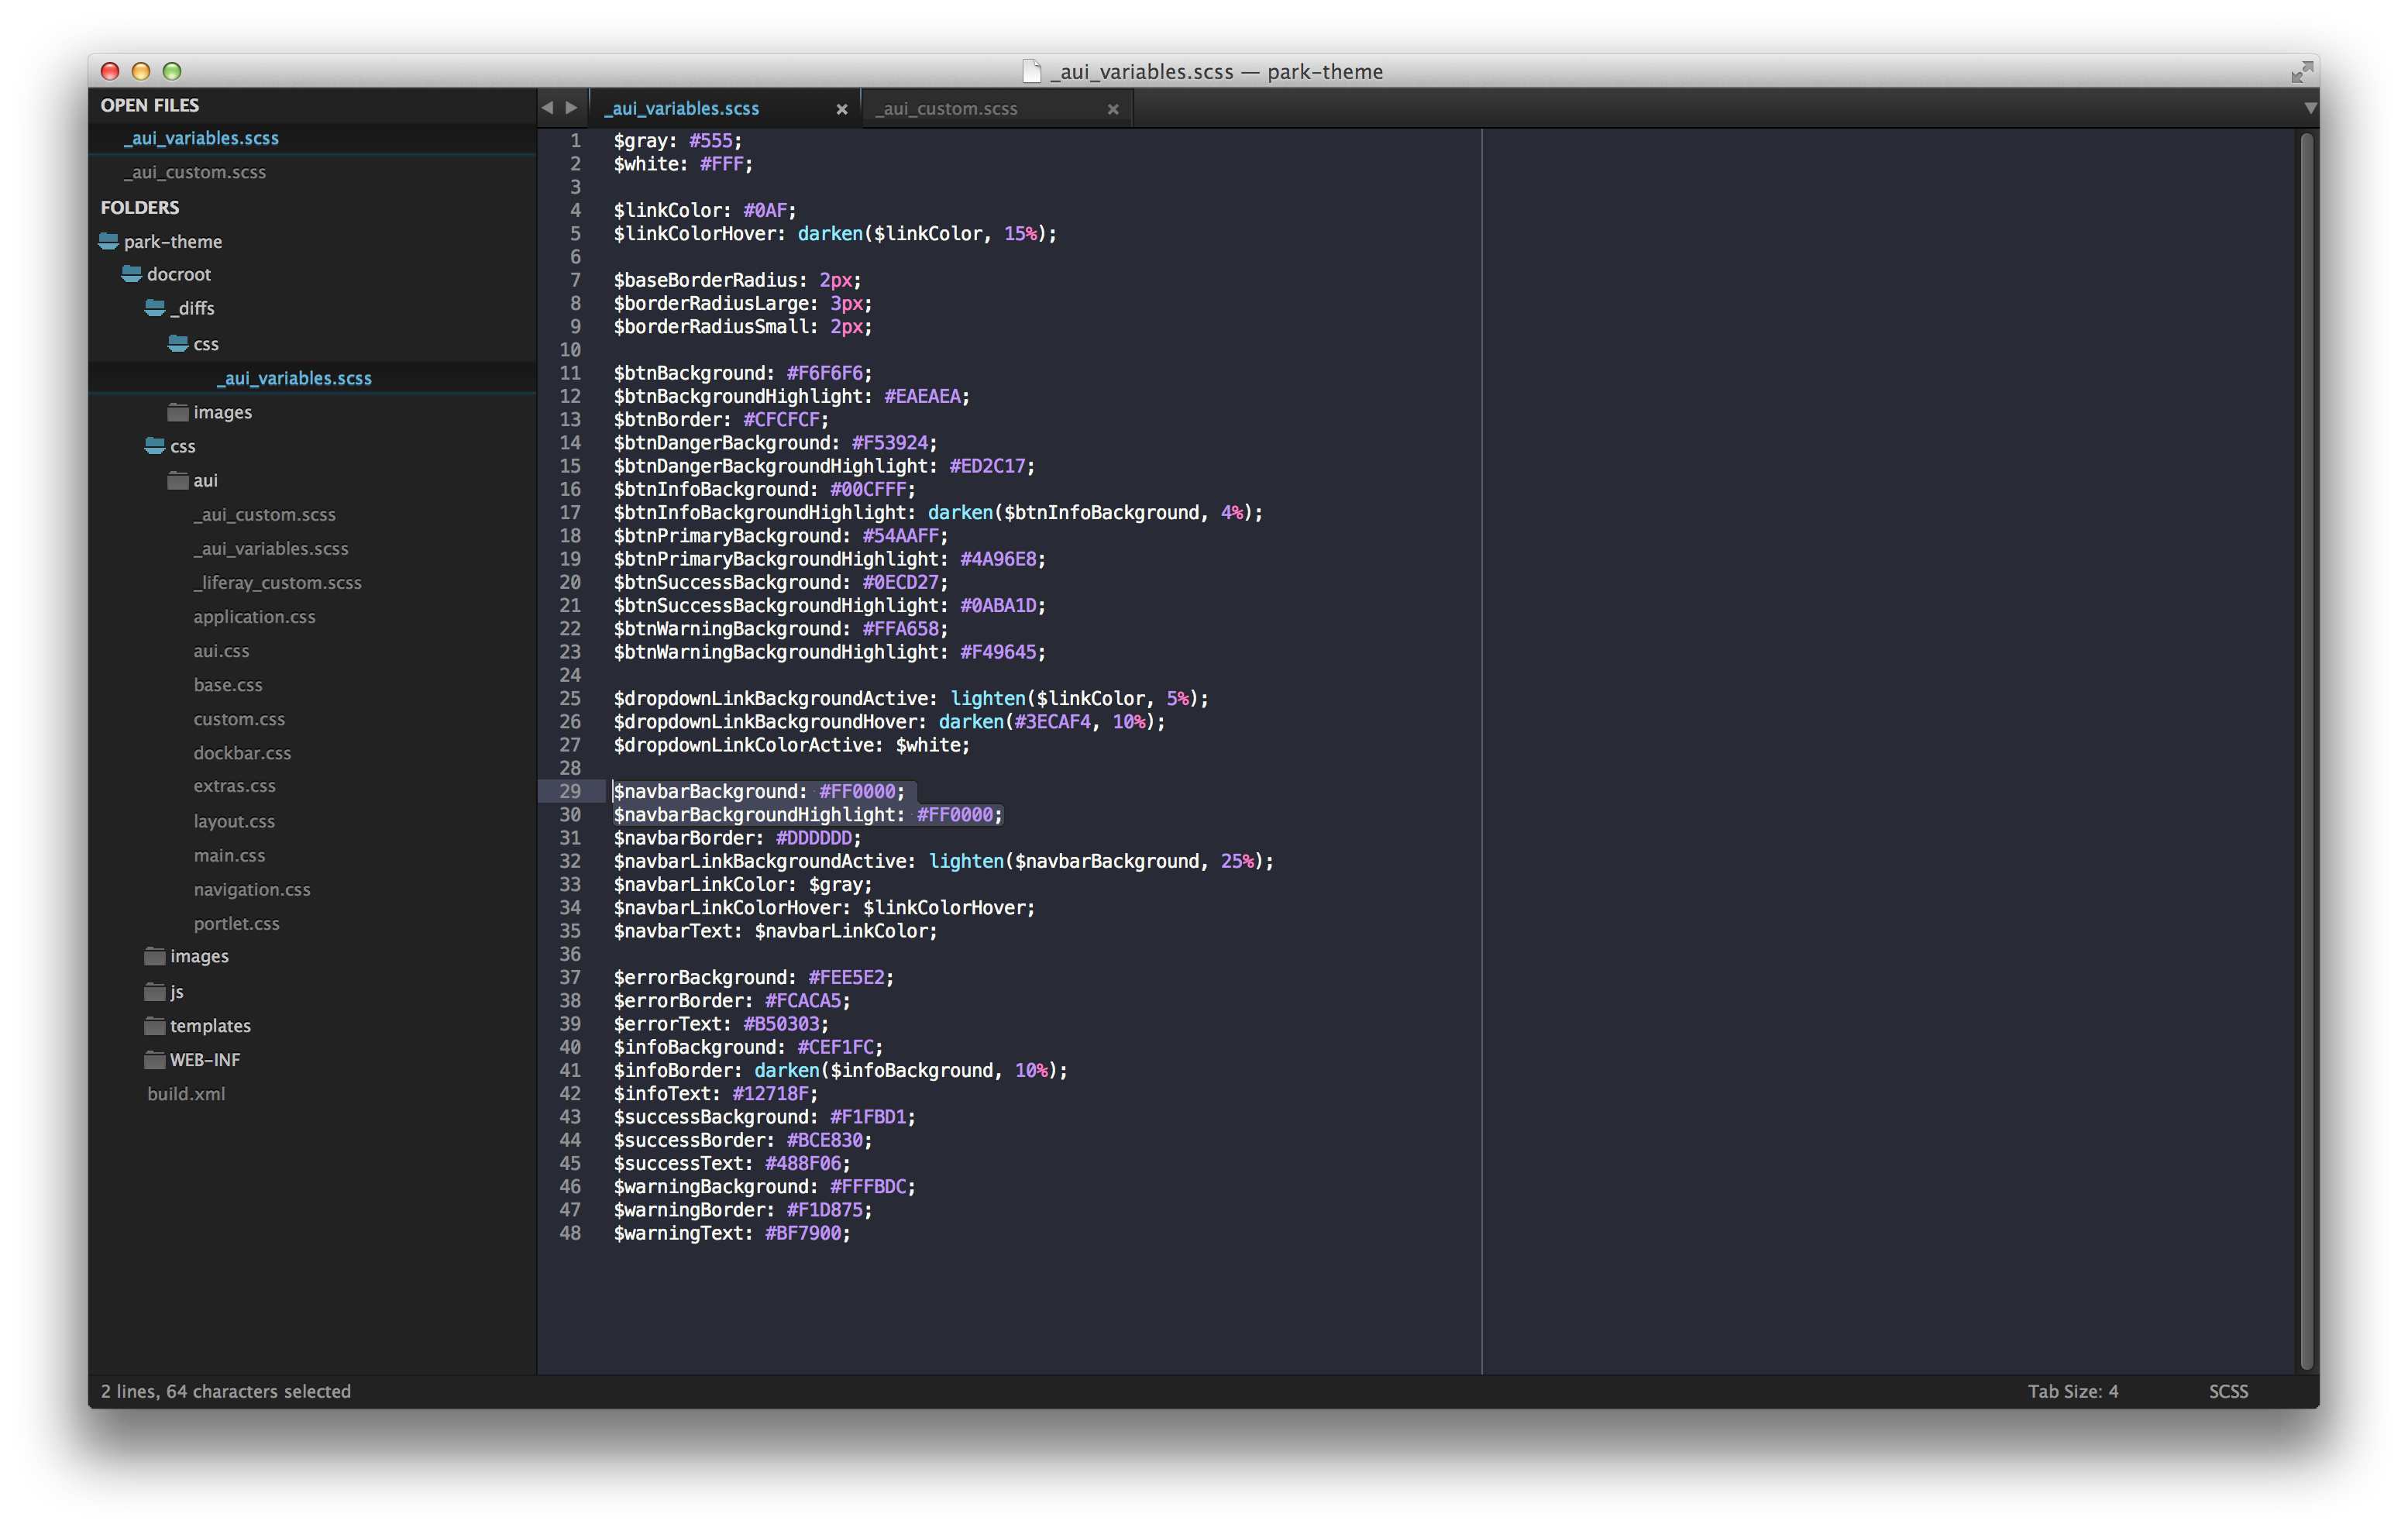 _aui_variables.scss — park-theme
OPEN FILES
_aui_variables.scss
_aui_custom.scss
FOLDERS
park-theme
docroot
_diffs
css
_aui_variables.scss
images
css
aui
_aui_custom.scss
_aui_variables.scss
_liferay_custom.scss
application.css
aui.css
base.css
custom.css
dockbar.css
extras.css
layout.css
main.css
navigation.css
portlet.css
images
js
templates
WEB-INF
build.xml
_aui_variables.scss × _aui_custom.scss ×
1 $gray: #555;
2 $white: #FFF;
3
4 $linkColor: #0AF;
5 $linkColorHover: darken($linkColor, 15%);
6
7 $baseBorderRadius: 2px;
8 $borderRadiusLarge: 3px;
9 $borderRadiusSmall: 2px;
10
11 $btnBackground: #F6F6F6;
12 $btnBackgroundHighlight: #EAEAEA;
13 $btnBorder: #CFCFCF;
14 $btnDangerBackground: #F53924;
15 $btnDangerBackgroundHighlight: #ED2C17;
16 $btnInfoBackground: #00CFFF;
17 $btnInfoBackgroundHighlight: darken($btnInfoBackground, 4%);
18 $btnPrimaryBackground: #54AAFF;
19 $btnPrimaryBackgroundHighlight: #4A96E8;
20 $btnSuccessBackground: #0ECD27;
21 $btnSuccessBackgroundHighlight: #0ABA1D;
22 $btnWarningBackground: #FFA658;
23 $btnWarningBackgroundHighlight: #F49645;
24
25 $dropdownLinkBackgroundActive: lighten($linkColor, 5%);
26 $dropdownLinkBackgroundHover: darken(#3ECAF4, 10%);
27 $dropdownLinkColorActive: $white;
28
29 $navbarBackground: #FF0000;
30 $navbarBackgroundHighlight: #FF0000;
31 $navbarBorder: #DDDDDD;
32 $navbarLinkBackgroundActive: lighten($navbarBackground, 25%);
33 $navbarLinkColor: $gray;
34 $navbarLinkColorHover: $linkColorHover;
35 $navbarText: $navbarLinkColor;
36
37 $errorBackground: #FEE5E2;
38 $errorBorder: #FCACA5;
39 $errorText: #B50303;
40 $infoBackground: #CEF1FC;
41 $infoBorder: darken($infoBackground, 10%);
42 $infoText: #12718F;
43 $successBackground: #F1FBD1;
44 $successBorder: #BCE830;
45 $successText: #488F06;
46 $warningBackground: #FFFBDC;
47 $warningBorder: #F1D875;
48 $warningText: #BF7900;
2 lines, 64 characters selected Tab Size: 4 SCSS